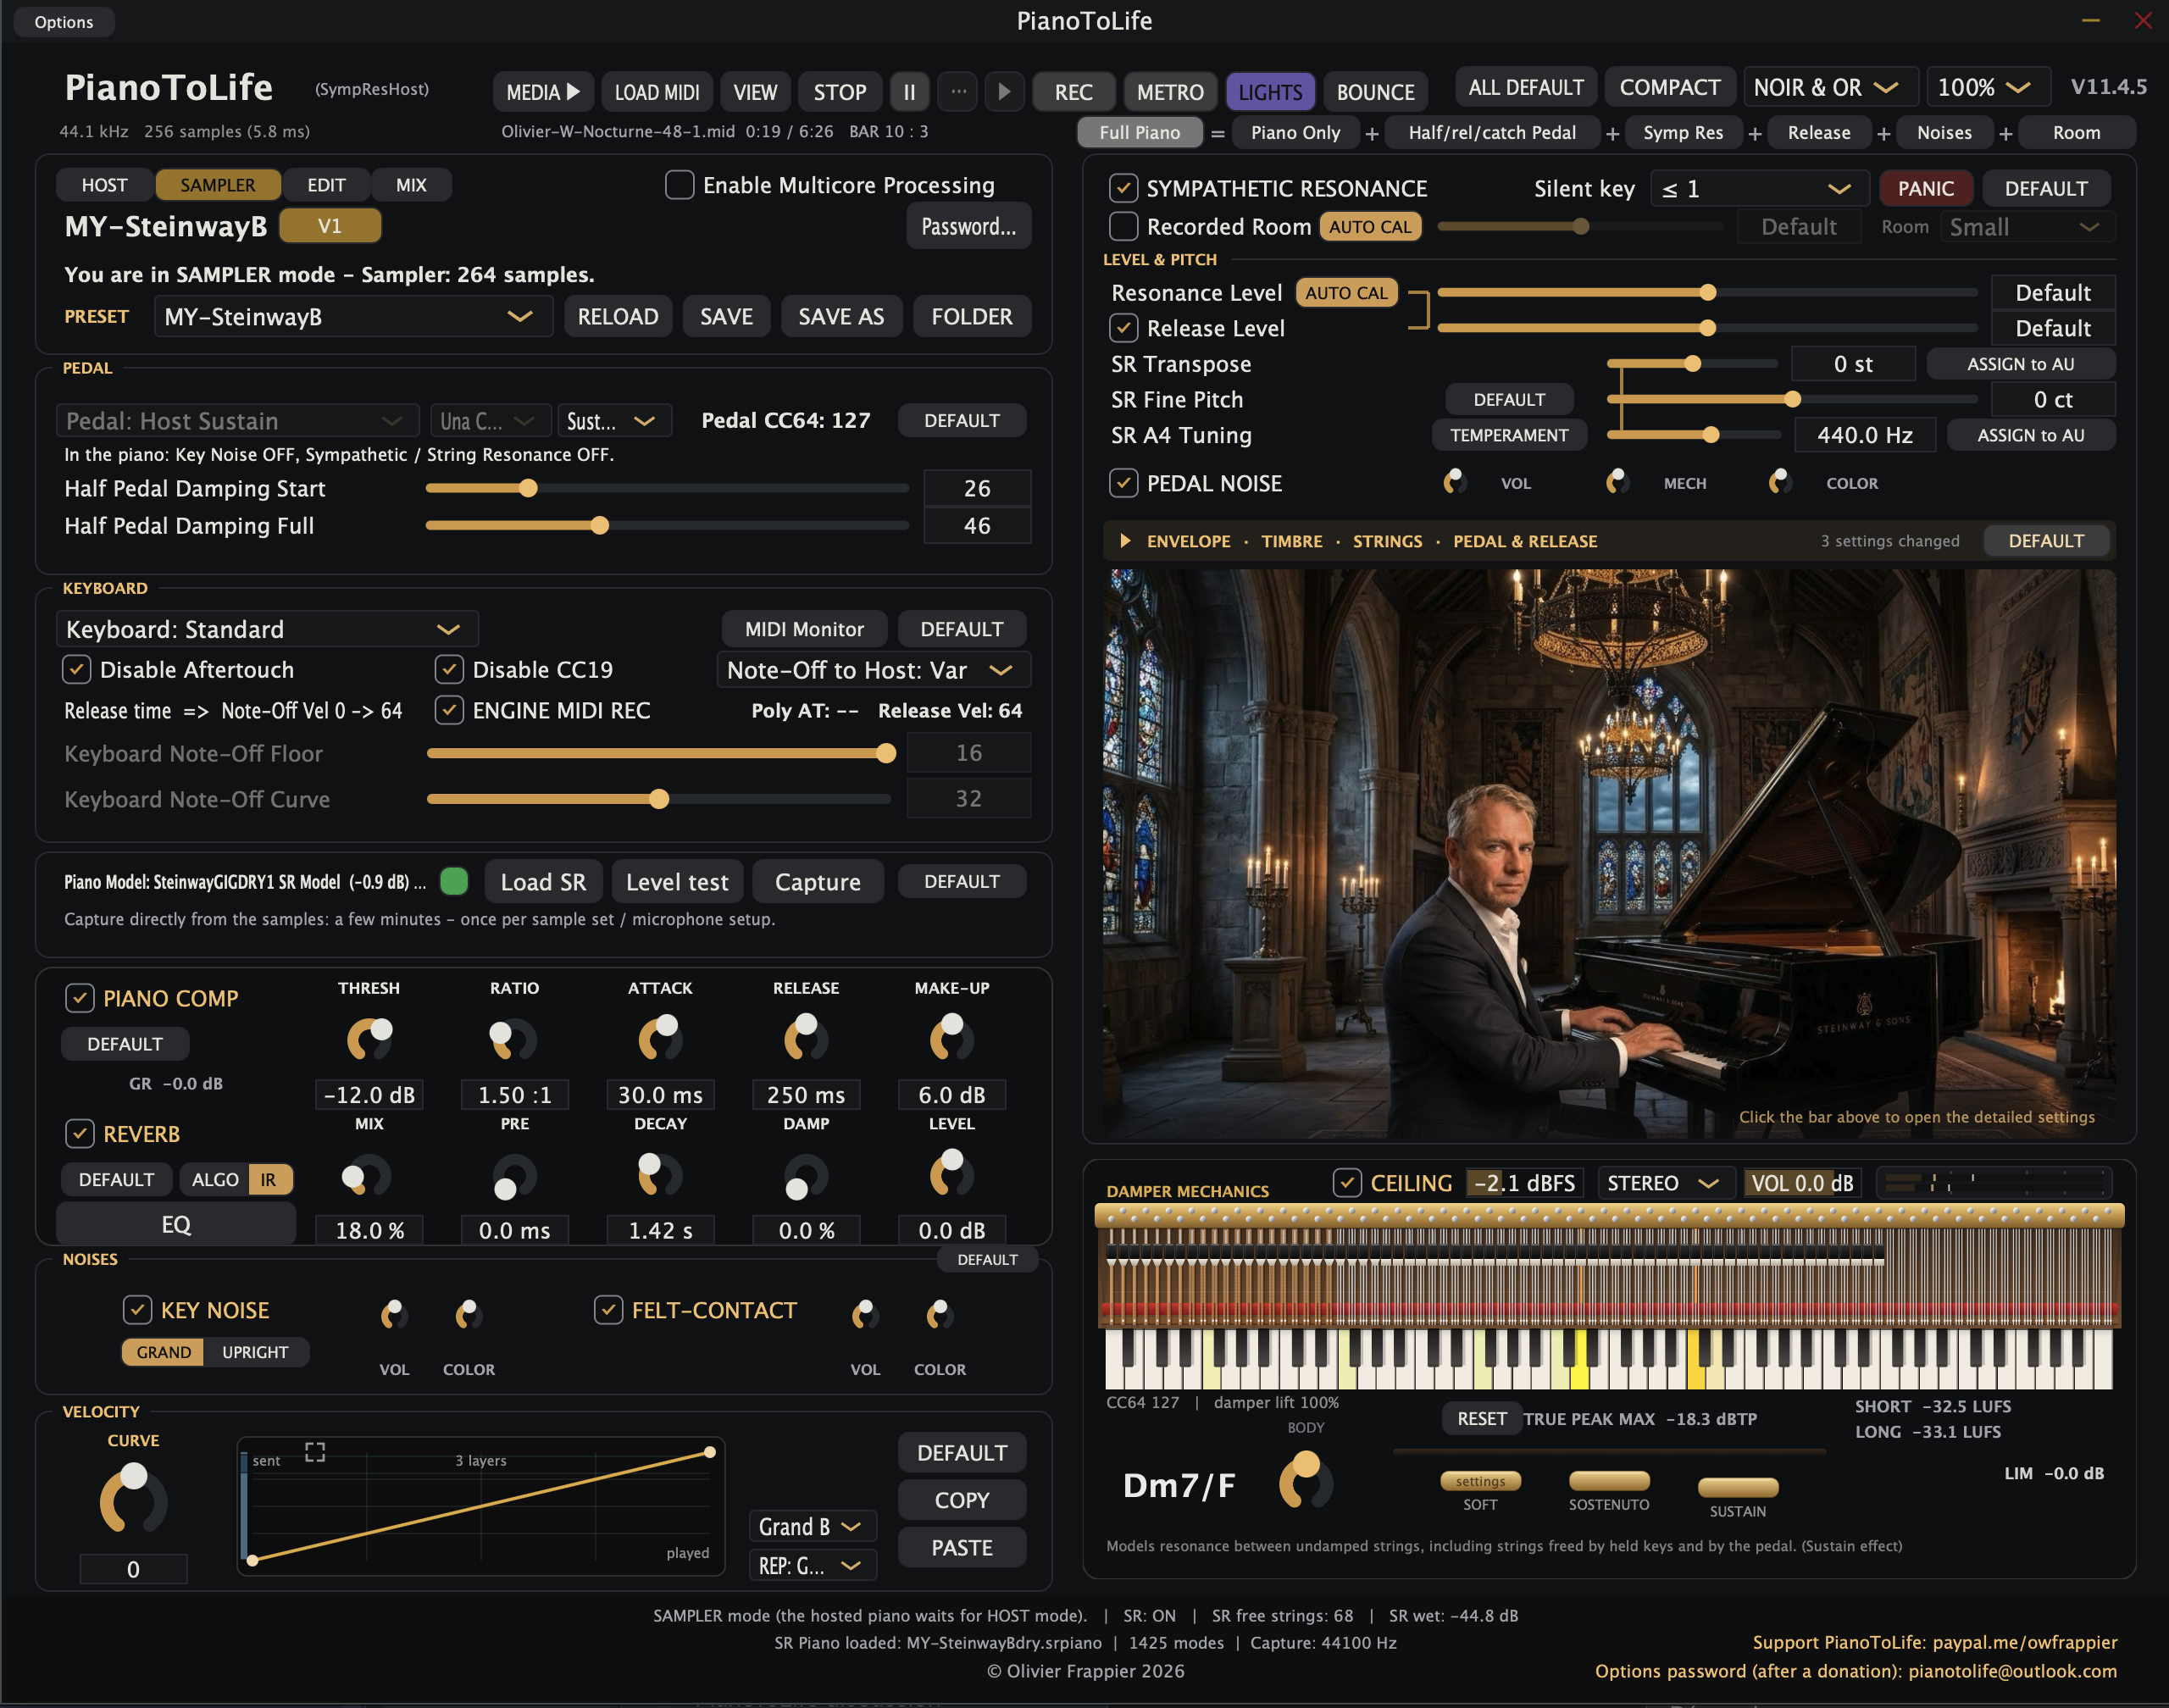 Options
PianoToLife
PianoToLife (SympResHost)
MEDIA▶ LOAD MIDI VIEW STOP II ... ▶ REC METRO LIGHTS BOUNCE ALL DEFAULT COMPACT NOIR & OR 100% V11.4.5
44.1 kHz 256 samples (5.8 ms)
Olivier-W-Nocturne-48-1.mid 0:19 / 6:26 BAR 10 : 3
Full Piano = Piano Only + Half/rel/catch Pedal + Symp Res + Release + Noises + Room
HOST SAMPLER EDIT MIX
Enable Multicore Processing
MY-SteinwayB V1
Password...
You are in SAMPLER mode - Sampler: 264 samples.
PRESET MY-SteinwayB RELOAD SAVE SAVE AS FOLDER
PEDAL
Pedal: Host Sustain Una C... Sust... Pedal CC64: 127 DEFAULT
In the piano: Key Noise OFF, Sympathetic / String Resonance OFF.
Half Pedal Damping Start 26
Half Pedal Damping Full 46
KEYBOARD
Keyboard: Standard MIDI Monitor DEFAULT
Disable Aftertouch Disable CC19 Note-Off to Host: Var
Release time => Note-Off Vel 0 -> 64 ENGINE MIDI REC Poly AT: -- Release Vel: 64
Keyboard Note-Off Floor 16
Keyboard Note-Off Curve 32
Piano Model: SteinwayGIGDRY1 SR Model (-0.9 dB) ... Load SR Level test Capture DEFAULT
Capture directly from the samples: a few minutes - once per sample set / microphone setup.
PIANO COMP
THRESH RATIO ATTACK RELEASE MAKE-UP
DEFAULT
GR -0.0 dB
-12.0 dB 1.50 :1 30.0 ms 250 ms 6.0 dB
REVERB
MIX PRE DECAY DAMP LEVEL
DEFAULT ALGO IR
EQ
18.0 % 0.0 ms 1.42 s 0.0 % 0.0 dB
NOISES
DEFAULT
KEY NOISE
FELT-CONTACT
GRAND UPRIGHT
VOL COLOR
VOL COLOR
VELOCITY
CURVE
0
sent
3 layers
played
Grand B
REP: G...
DEFAULT
COPY
PASTE
SYMPATHETIC RESONANCE Silent key ≤ 1 PANIC DEFAULT
Recorded Room AUTO CAL Default Room Small
LEVEL & PITCH
Resonance Level AUTO CAL Default
Release Level Default
SR Transpose 0 st ASSIGN to AU
SR Fine Pitch DEFAULT 0 ct
SR A4 Tuning TEMPERAMENT 440.0 Hz ASSIGN to AU
PEDAL NOISE VOL MECH COLOR
ENVELOPE · TIMBRE · STRINGS · PEDAL & RELEASE 3 settings changed DEFAULT
STEINWAY & SONS
Click the bar above to open the detailed settings
DAMPER MECHANICS CEILING -2.1 dBFS STEREO VOL 0.0 dB
CC64 127 | damper lift 100%
BODY
RESET TRUE PEAK MAX -18.3 dBTP
SHORT -32.5 LUFS
LONG -33.1 LUFS
LIM -0.0 dB
Dm7/F
settings
SOFT SOSTENUTO SUSTAIN
Models resonance between undamped strings, including strings freed by held keys and by the pedal. (Sustain effect)
SAMPLER mode (the hosted piano waits for HOST mode). | SR: ON | SR free strings: 68 | SR wet: -44.8 dB
SR Piano loaded: MY-SteinwayBdry.srpiano | 1425 modes | Capture: 44100 Hz
© Olivier Frappier 2026
Support PianoToLife: paypal.me/owfrappier
Options password (after a donation): pianotolife@outlook.com